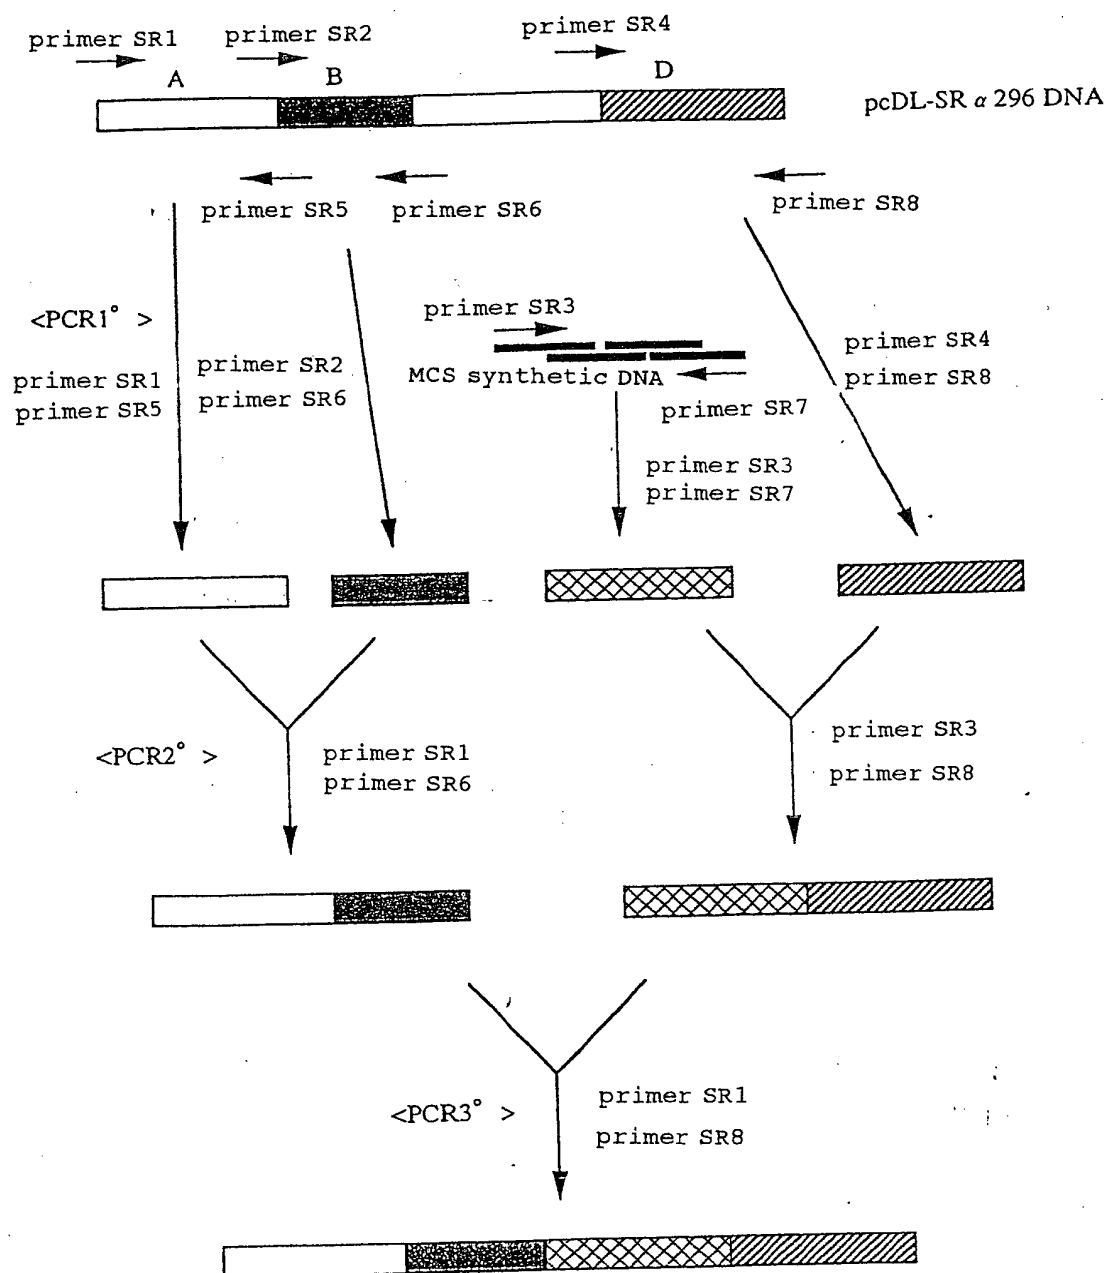 primer SR1
primer SR2
primer SR4
A
B
D
pcDL-SR α 296 DNA
primer SR5
primer SR6
primer SR8
<PCR1° >
primer SR3
primer SR1
primer SR5
primer SR2
primer SR6
MCS synthetic DNA
primer SR7
primer SR4
primer SR8
primer SR3
primer SR7
<PCR2° >
primer SR1
primer SR6
primer SR3
primer SR8
<PCR3° >
primer SR1
primer SR8